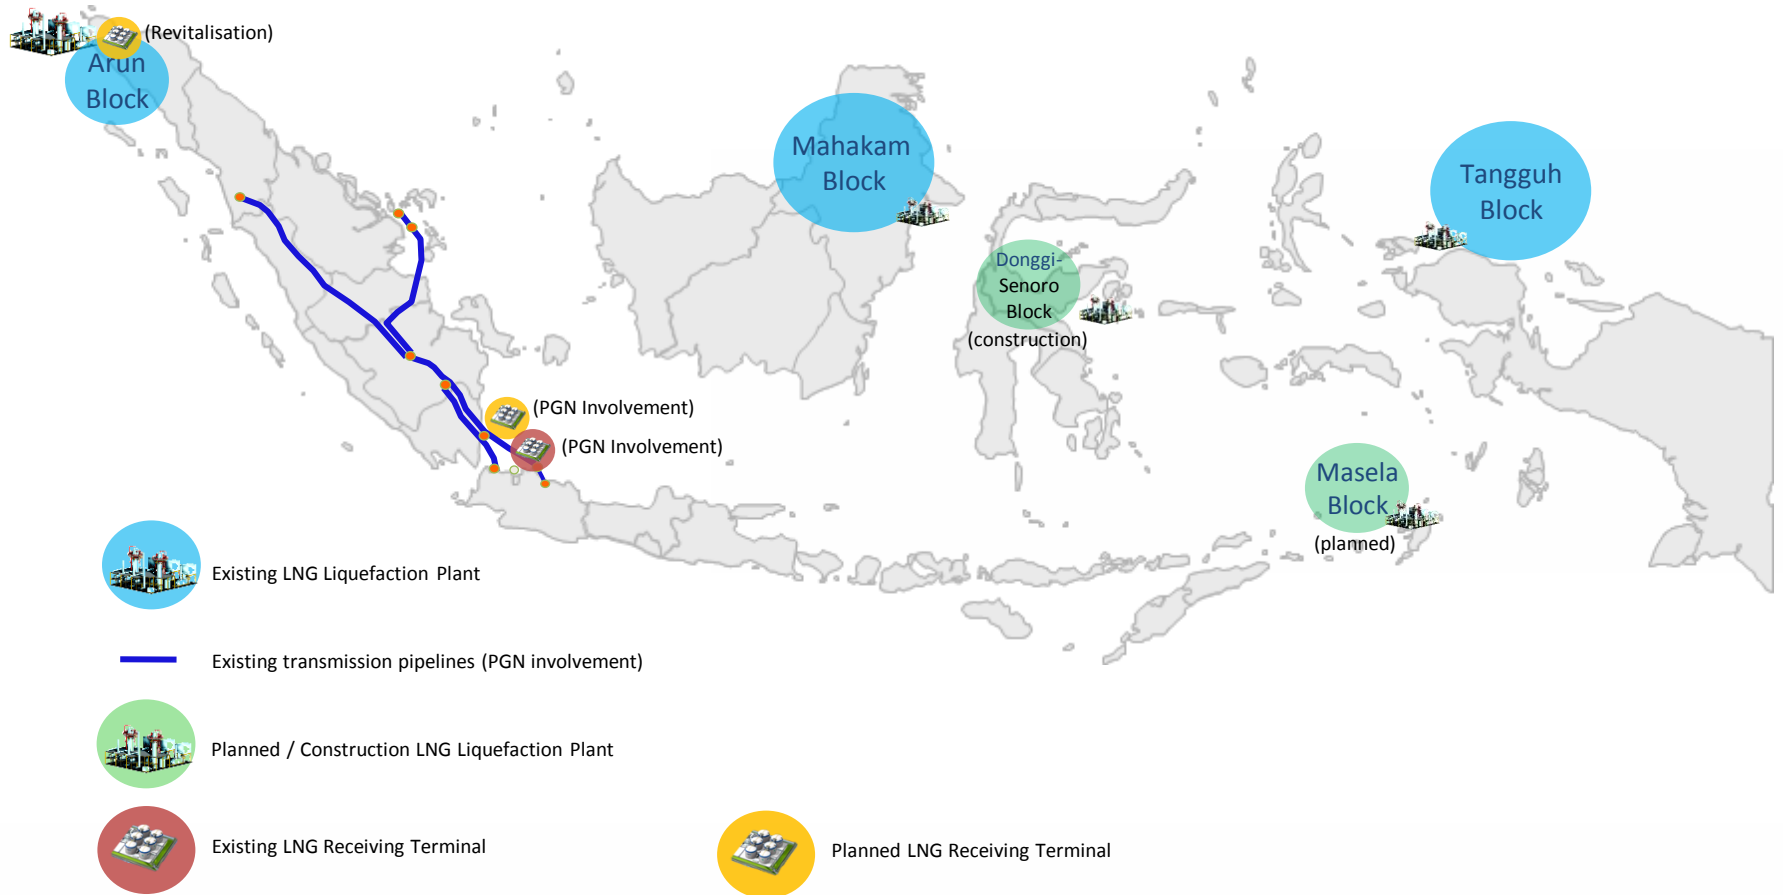 (Revitalisation)
Arun
Block
Mahakam
Block
Tangguh
Block
Donggi-
Senoro
Block
(construction)
(PGN Involvement)
(PGN Involvement)
Masela
Block
(planned)
Existing LNG Liquefaction Plant
Existing transmission pipelines (PGN involvement)
Planned / Construction LNG Liquefaction Plant
Existing LNG Receiving Terminal
Planned LNG Receiving Terminal